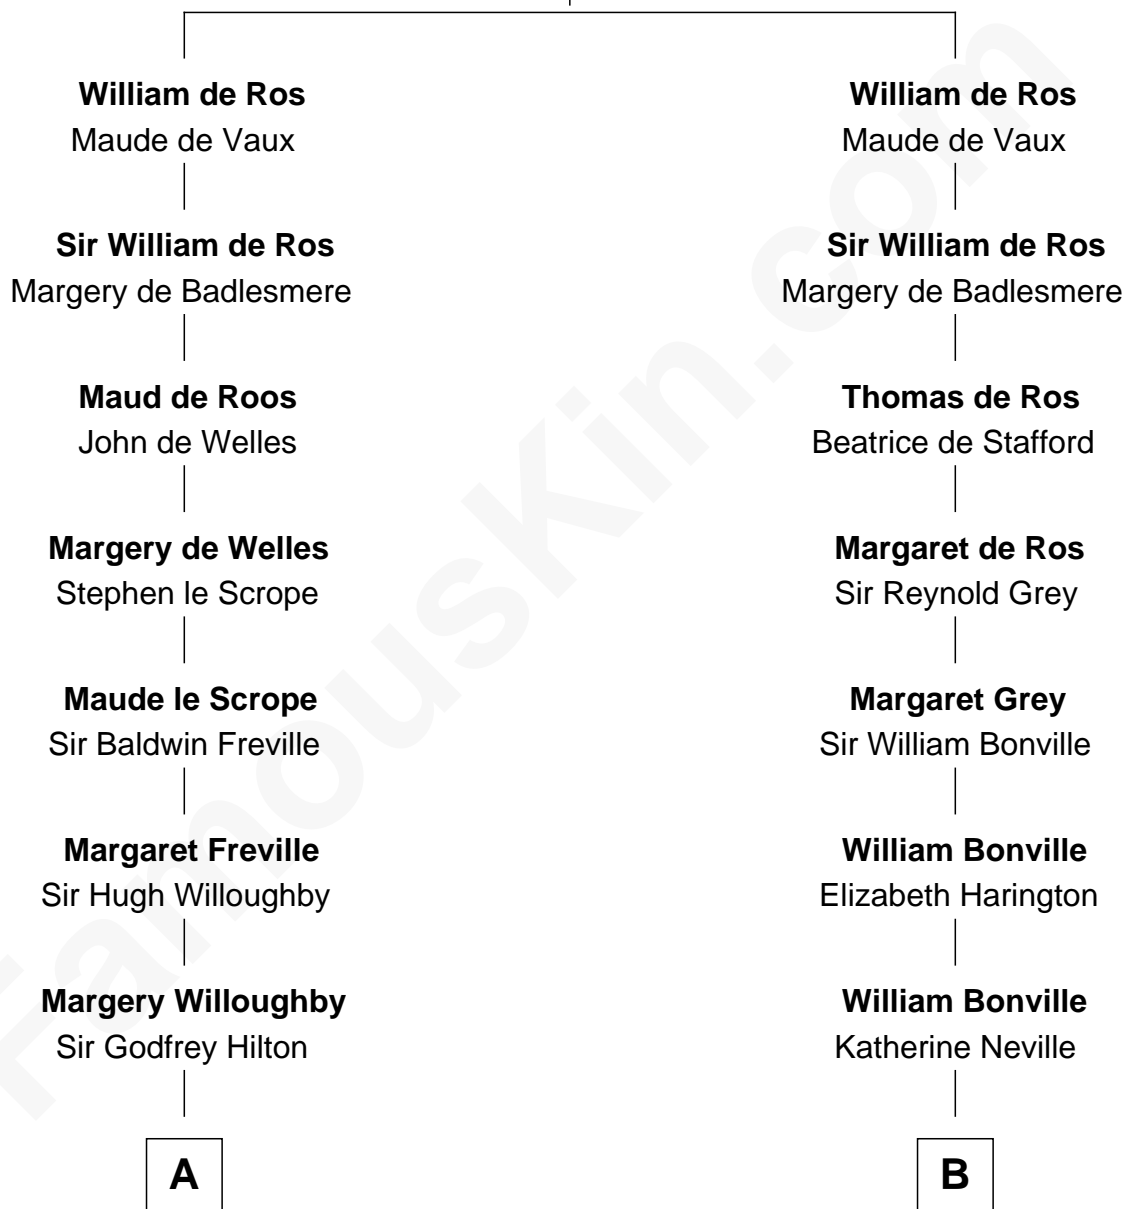 William de Ros
Maude de Vaux
Sir William de Ros
Margery de Badlesmere
Maud de Roos
John de Welles
Margery de Welles
Stephen le Scrope
Maude le Scrope
Sir Baldwin Freville
Margaret Freville
Sir Hugh Willoughby
Margery Willoughby
Sir Godfrey Hilton
A
William de Ros
Maude de Vaux
Sir William de Ros
Margery de Badlesmere
Thomas de Ros
Beatrice de Stafford
Margaret de Ros
Sir Reynold Grey
Margaret Grey
Sir William Bonville
William Bonville
Elizabeth Harington
William Bonville
Katherine Neville
B
FamousKin.com